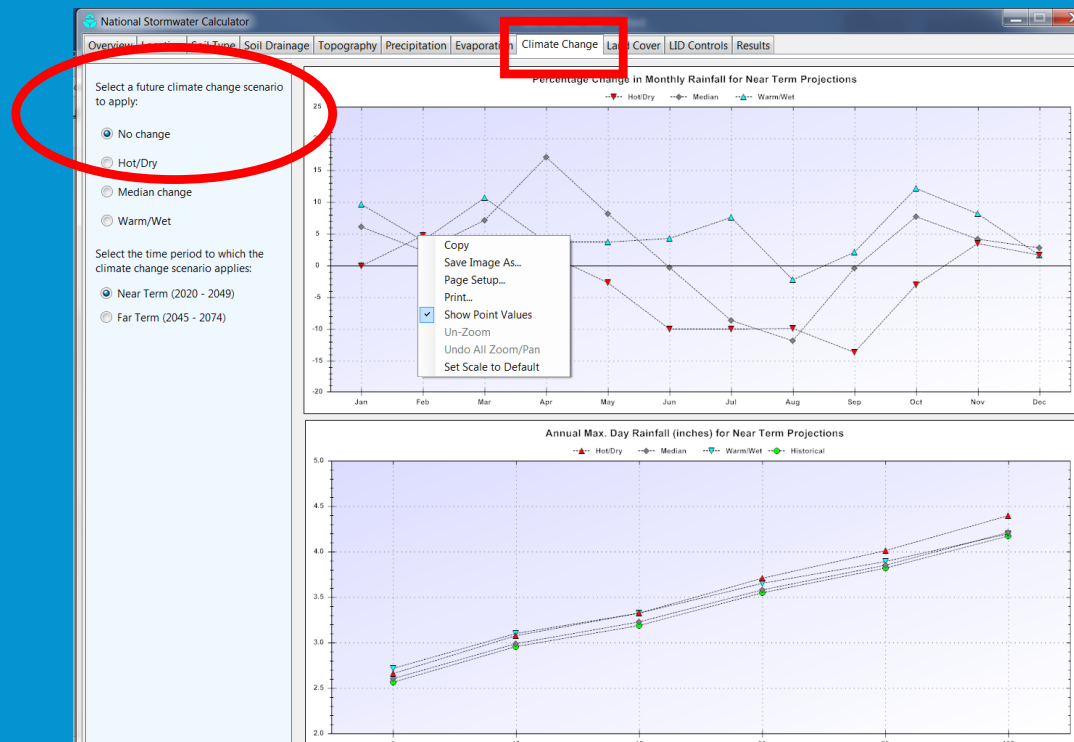 National Stormwater Calculator
Overview Location Soil Type Soil Drainage Topography Precipitation Evaporation Climate Change Land Cover LID Controls Results
Select a future climate change scenario
to apply:
No change
Hot/Dry
Median change
Warm/Wet
Select the time period to which the
climate change scenario applies:
Near Term (2020 - 2049)
Far Term (2045 - 2074)
Percentage Change in Monthly Rainfall for Near Term Projections
Hot/Dry Median Warm/Wet
25
15
10
5
0
-5
-10
-15
-20
Jan Feb Mar Apr May Jun Jul Aug Sep Oct Nov Dec
Copy
Save Image As...
Page Setup...
Print...
Show Point Values
Un-Zoom
Undo All Zoom/Pan
Set Scale to Default
Annual Max. Day Rainfall (inches) for Near Term Projections
Hot/Dry Median Warm/Wet Historical
5.0
4.5
4.0
3.5
3.0
2.5
2.0